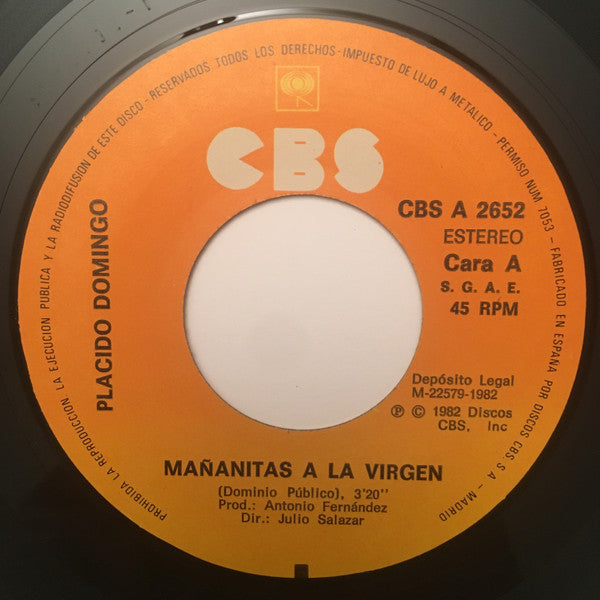 PROHIBIDA LA REPRODUCCION LA EJECUCION PUBLICA Y LA RADIODIFUSION DE ESTE DISCO - RESERVADOS TODOS LOS DERECHOS - IMPUESTO DE LUJO A METALICO - PERMISO NUM 7053 - FABRICADO EN ESPAÑA POR DISCOS CBS S A - MADRID
CBS
PLACIDO DOMINGO
CBS A 2652
ESTEREO
Cara A
S. G. A. E.
45 RPM
Depósito Legal
M-22579-1982
Ⓟ © 1982 Discos
CBS, Inc
MAÑANITAS A LA VIRGEN
(Dominio Público), 3'20''
Prod.: Antonio Fernández
Dir.: Julio Salazar